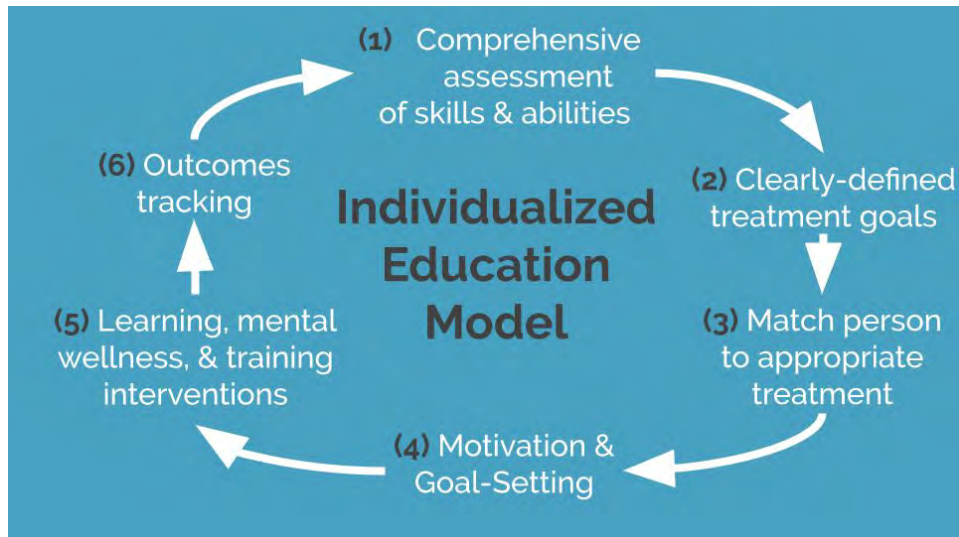 (1) Comprehensive
assessment
of skills & abilities
(2) Clearly-defined
treatment goals
(3) Match person
to appropriate
treatment
(4) Motivation &
Goal-Setting
(5) Learning, mental
wellness, & training
interventions
(6) Outcomes
tracking
Individualized
Education
Model